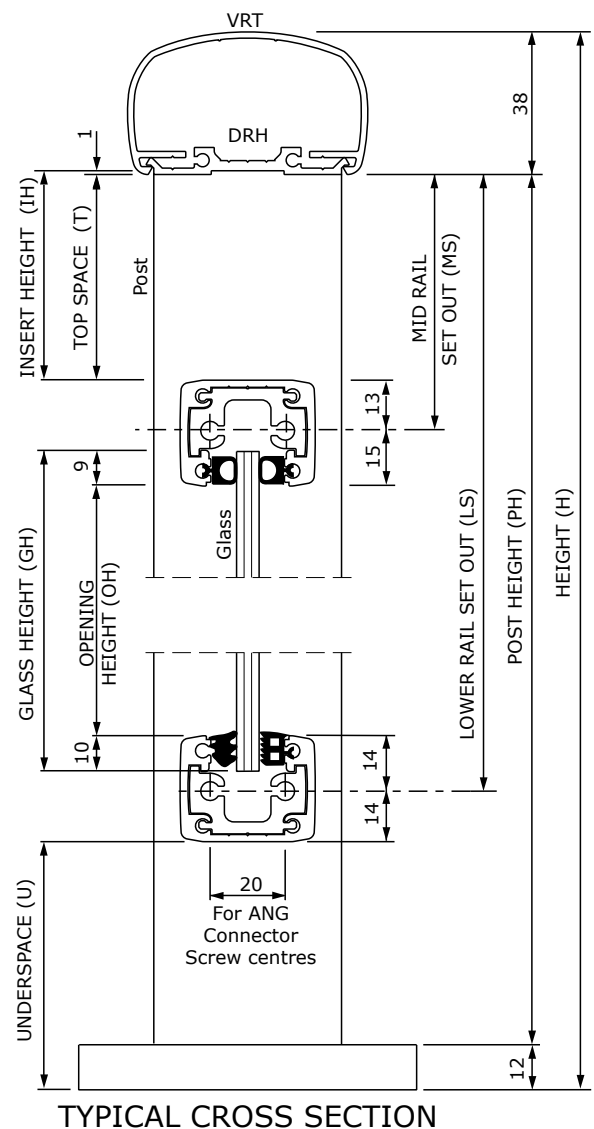 VRT
DRH
1
38
INSERT HEIGHT (IH)
TOP SPACE (T)
Post
MID RAIL
SET OUT (MS)
13
15
9
Glass
GLASS HEIGHT (GH)
OPENING
HEIGHT (OH)
LOWER RAIL SET OUT (LS)
POST HEIGHT (PH)
HEIGHT (H)
10
14
14
20
For ANG
Connector
Screw centres
UNDERSPACE (U)
12
TYPICAL CROSS SECTION